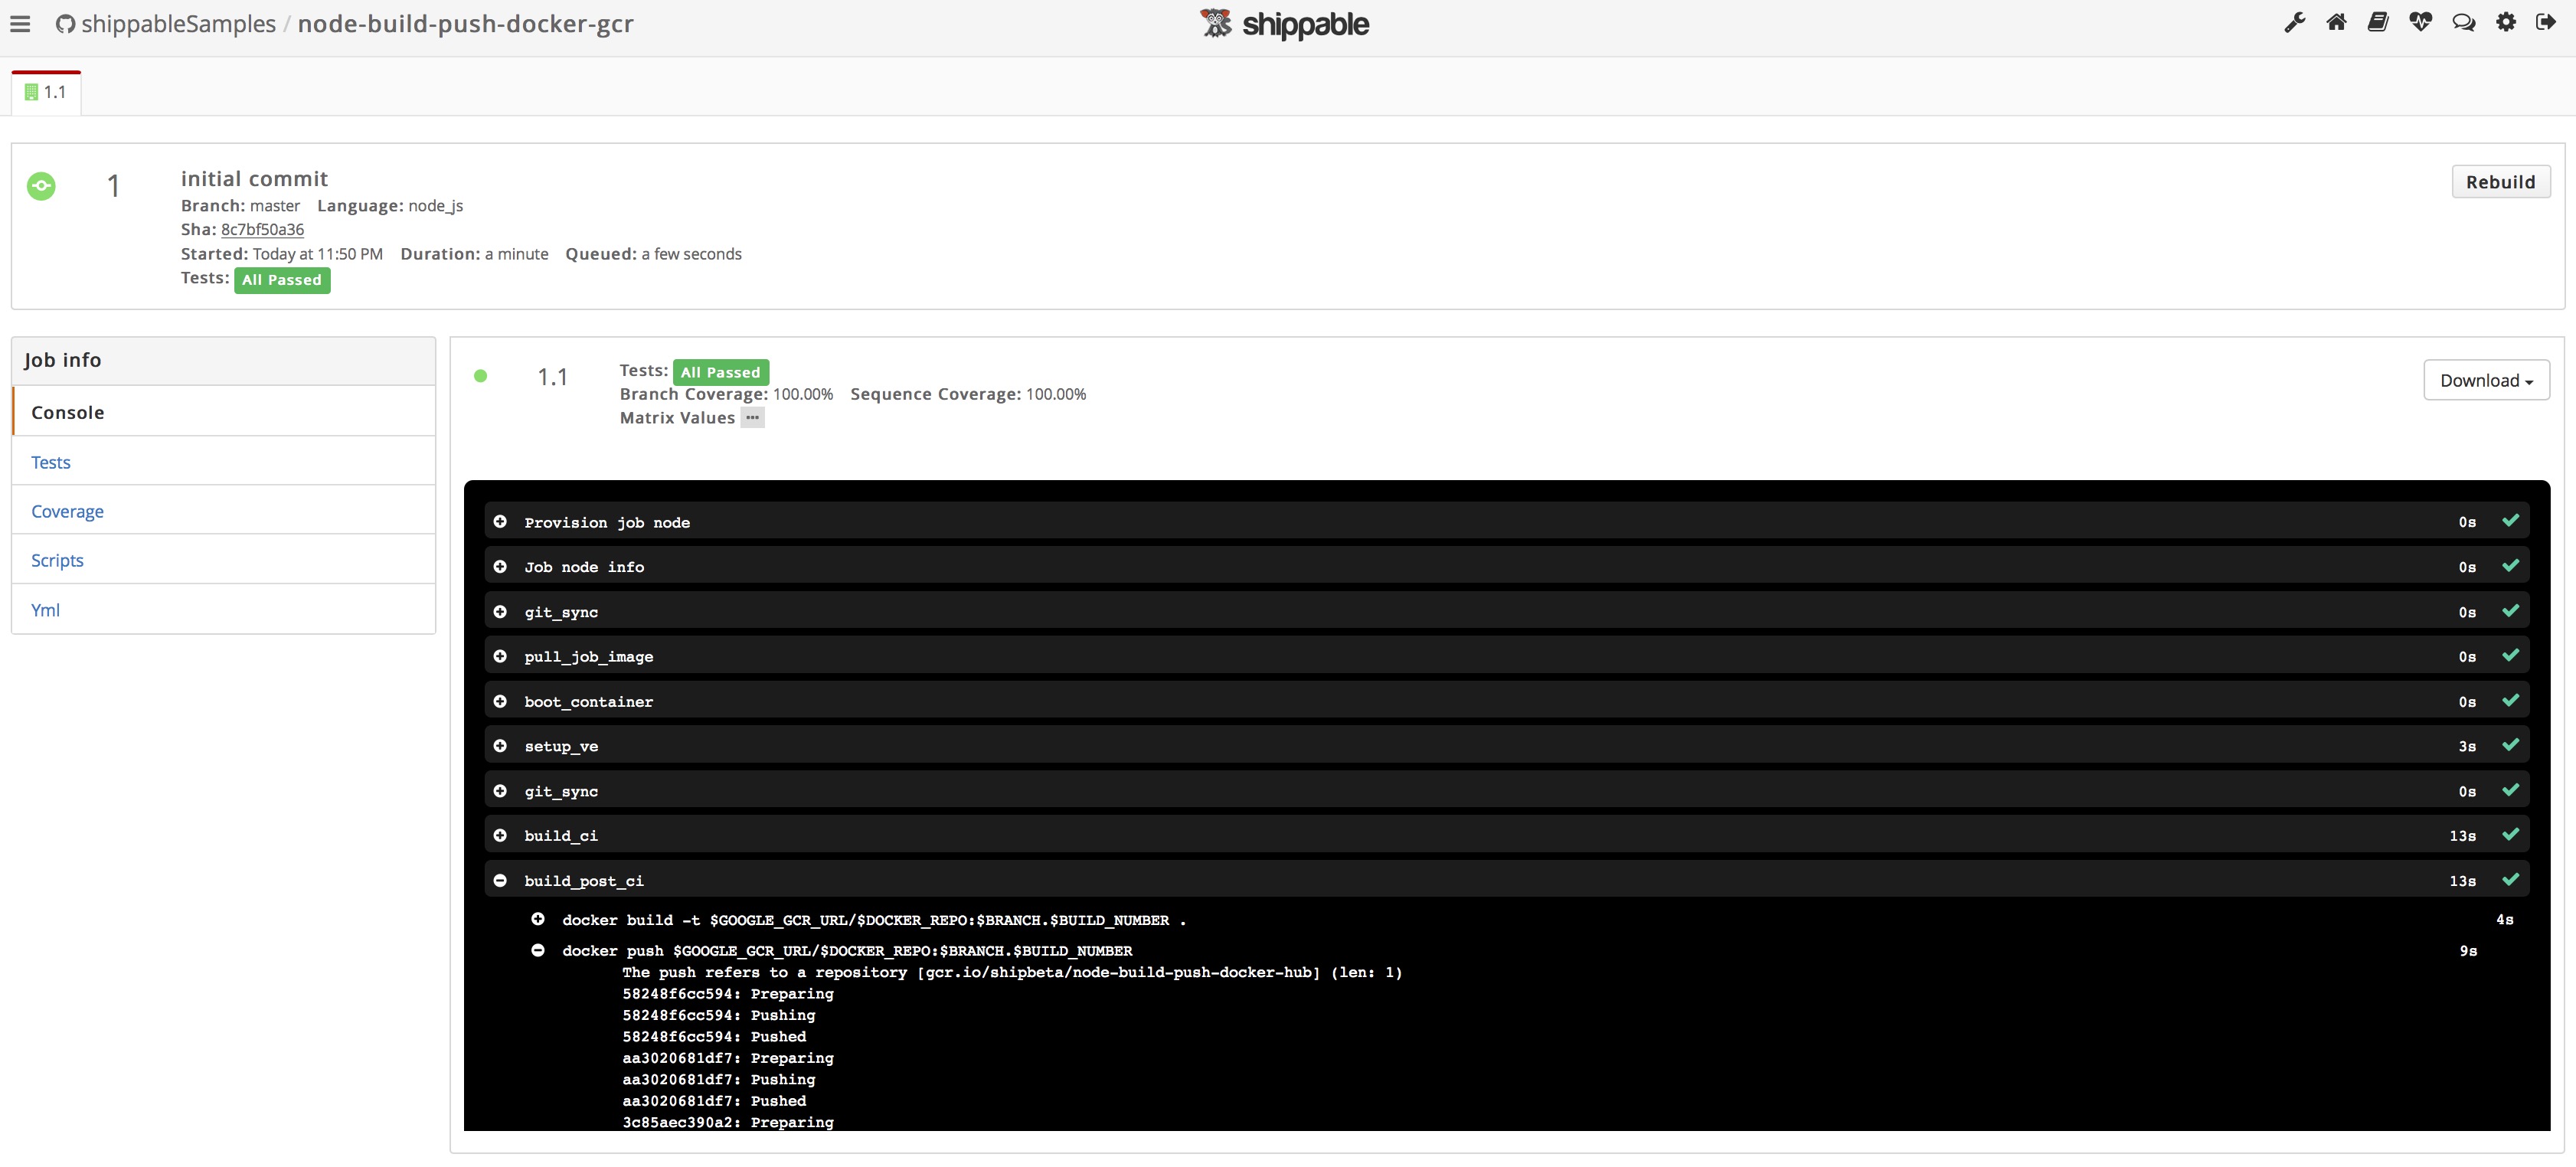 shippableSamples / node-build-push-docker-gcr
shippable
1.1
1
initial commit
Rebuild
Branch: master Language: node_js
Sha: 8c7bf50a36
Started: Today at 11:50 PM Duration: a minute Queued: a few seconds
Tests: All Passed
Job info
Console
Tests
Coverage
Scripts
Yml
1.1
Tests: All Passed
Branch Coverage: 100.00% Sequence Coverage: 100.00%
Matrix Values ...
Download
Provision job node 0s
Job node info 0s
git_sync 0s
pull_job_image 0s
boot_container 0s
setup_ve 3s
git_sync 0s
build_ci 13s
build_post_ci 13s
docker build -t $GOOGLE_GCR_URL/$DOCKER_REPO:$BRANCH.$BUILD_NUMBER . 4s
docker push $GOOGLE_GCR_URL/$DOCKER_REPO:$BRANCH.$BUILD_NUMBER 9s
The push refers to a repository [gcr.io/shipbeta/node-build-push-docker-hub] (len: 1)
58248f6cc594: Preparing
58248f6cc594: Pushing
58248f6cc594: Pushed
aa3020681df7: Preparing
aa3020681df7: Pushing
aa3020681df7: Pushed
3c85aec390a2: Preparing